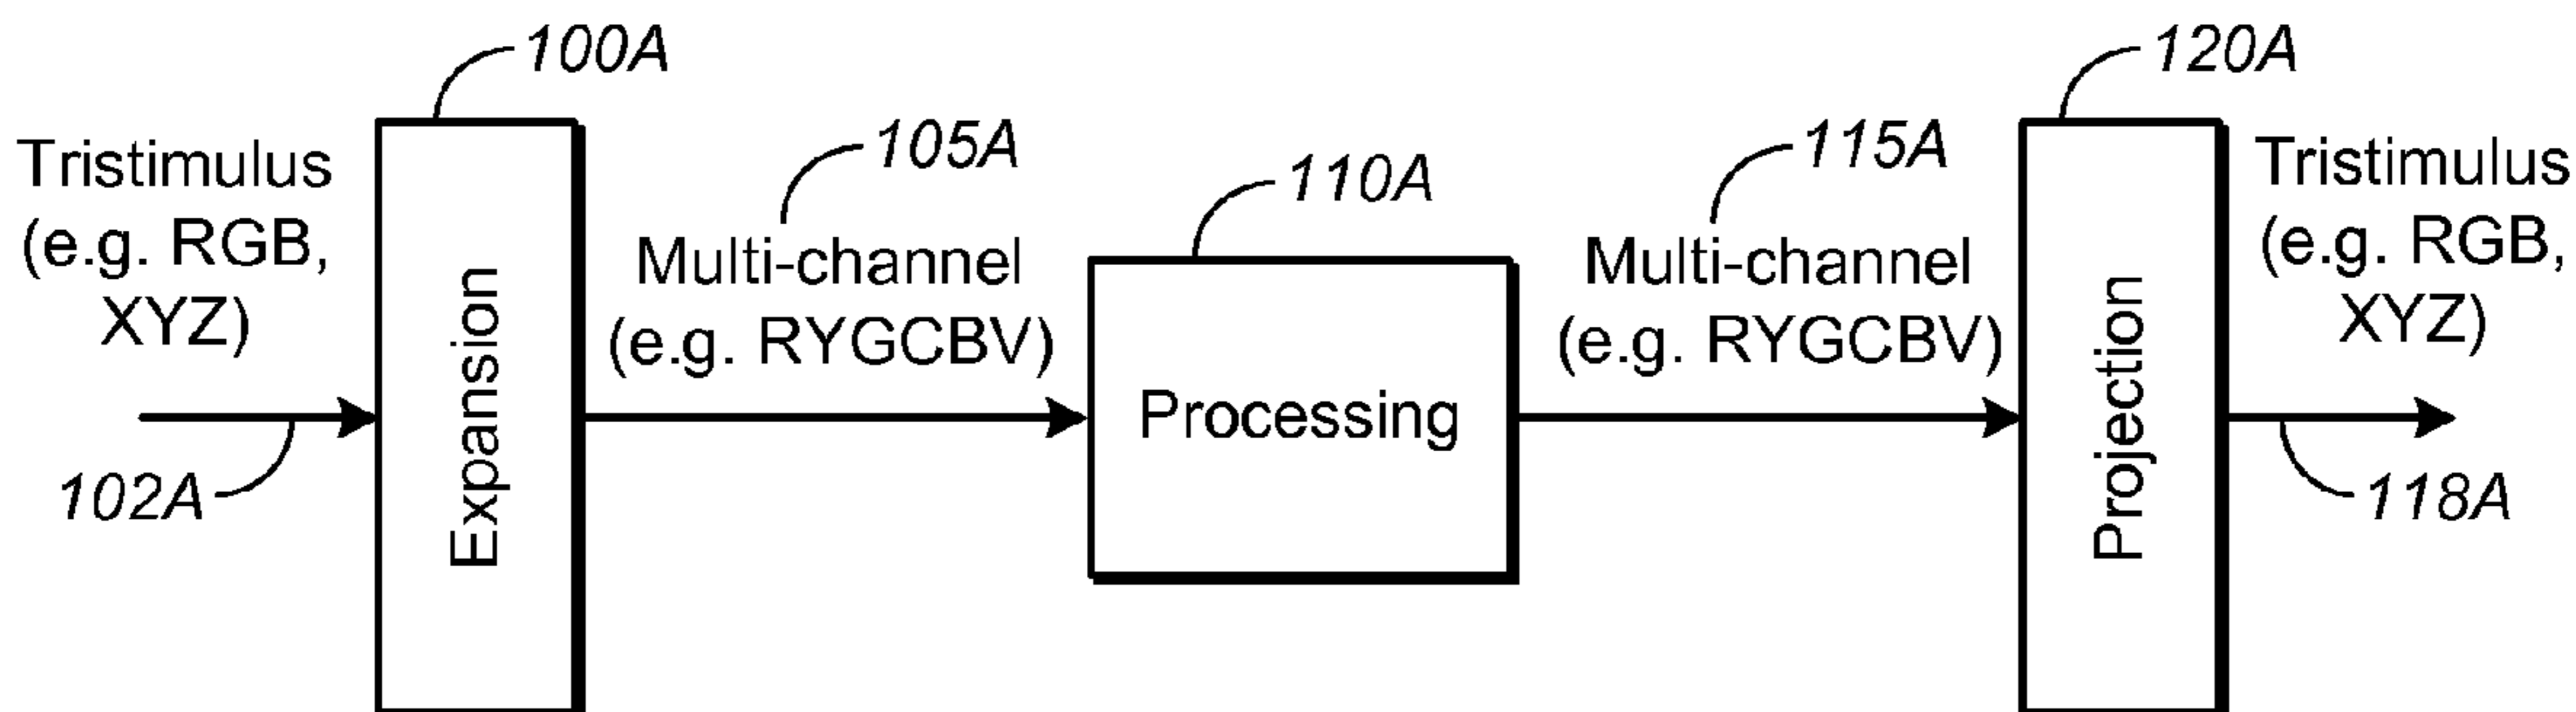 100A
120A
105A
115A
110A
Tristimulus
(e.g. RGB,
XYZ)
102A
Expansion
Multi-channel
(e.g. RYGCBV)
Processing
Multi-channel
(e.g. RYGCBV)
Projection
Tristimulus
(e.g. RGB,
XYZ)
118A